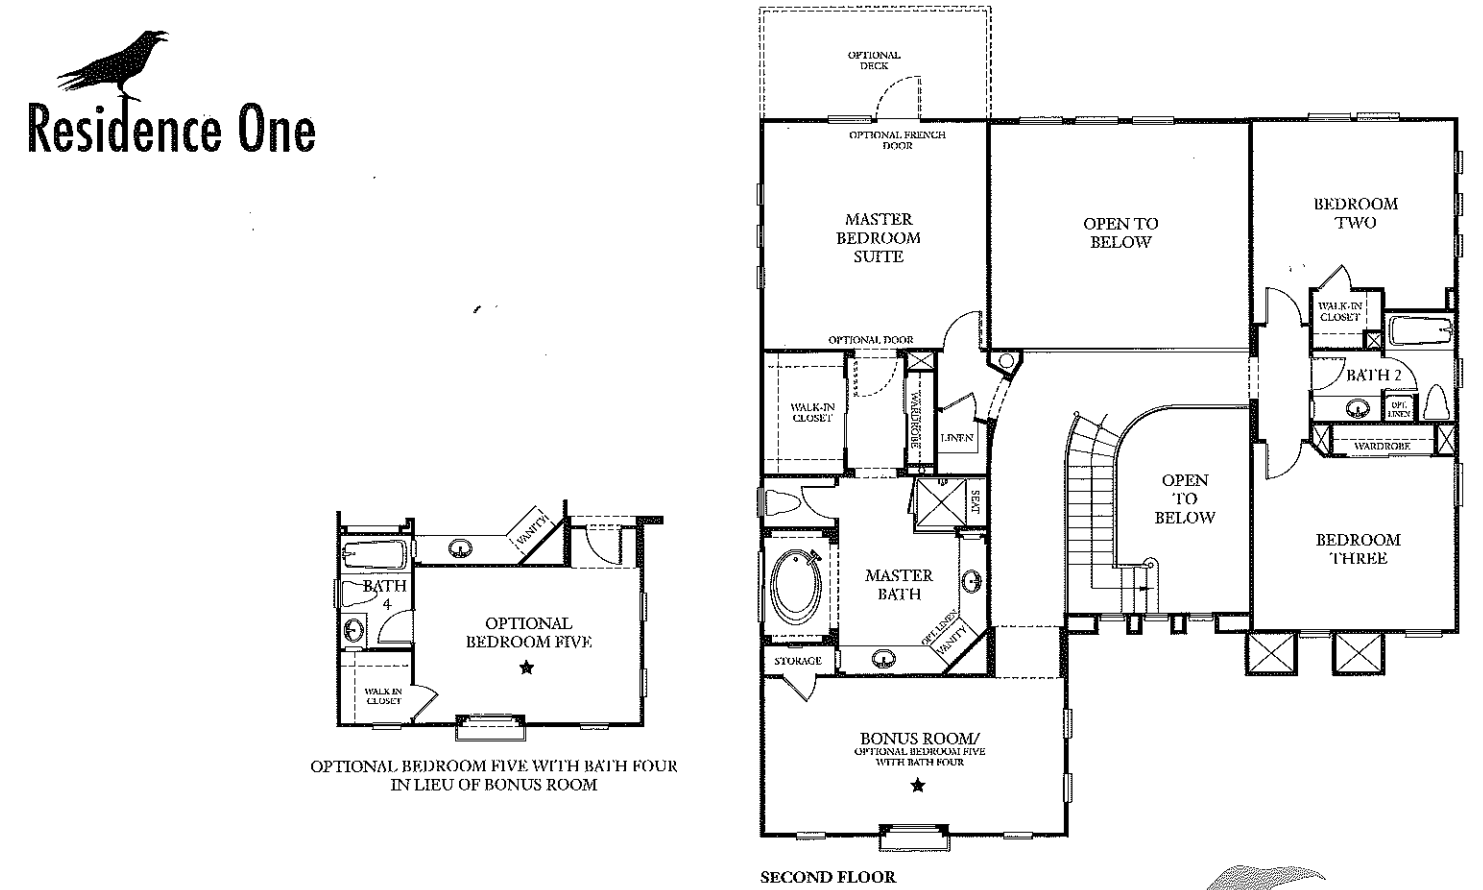 Residence One
OPTIONAL
DECK
OPTIONAL FRENCH
DOOR
MASTER
BEDROOM
SUITE
OPEN TO
BELOW
BEDROOM
TWO
WALK-IN
CLOSET
OPTIONAL DOOR
WALK-IN
CLOSET
WARDROBE
LINEN
BATH 2
OPT.
LINEN
WARDROBE
OPEN
TO
BELOW
BEDROOM
THREE
SEAT
MASTER
BATH
OPT. LINEN
VANITY
STORAGE
BONUS ROOM/
OPTIONAL BEDROOM FIVE
WITH BATH FOUR
SECOND FLOOR
VANITY
BATH
4
OPTIONAL
BEDROOM FIVE
WALK IN
CLOSET
OPTIONAL BEDROOM FIVE WITH BATH FOUR
IN LIEU OF BONUS ROOM